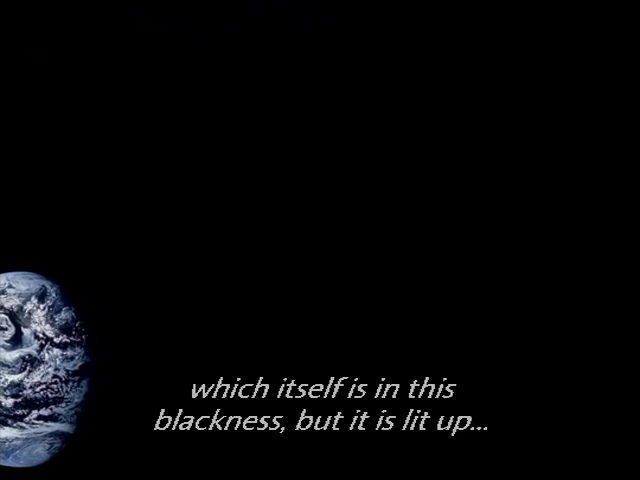 which itself is in this
blackness, but it is lit up...